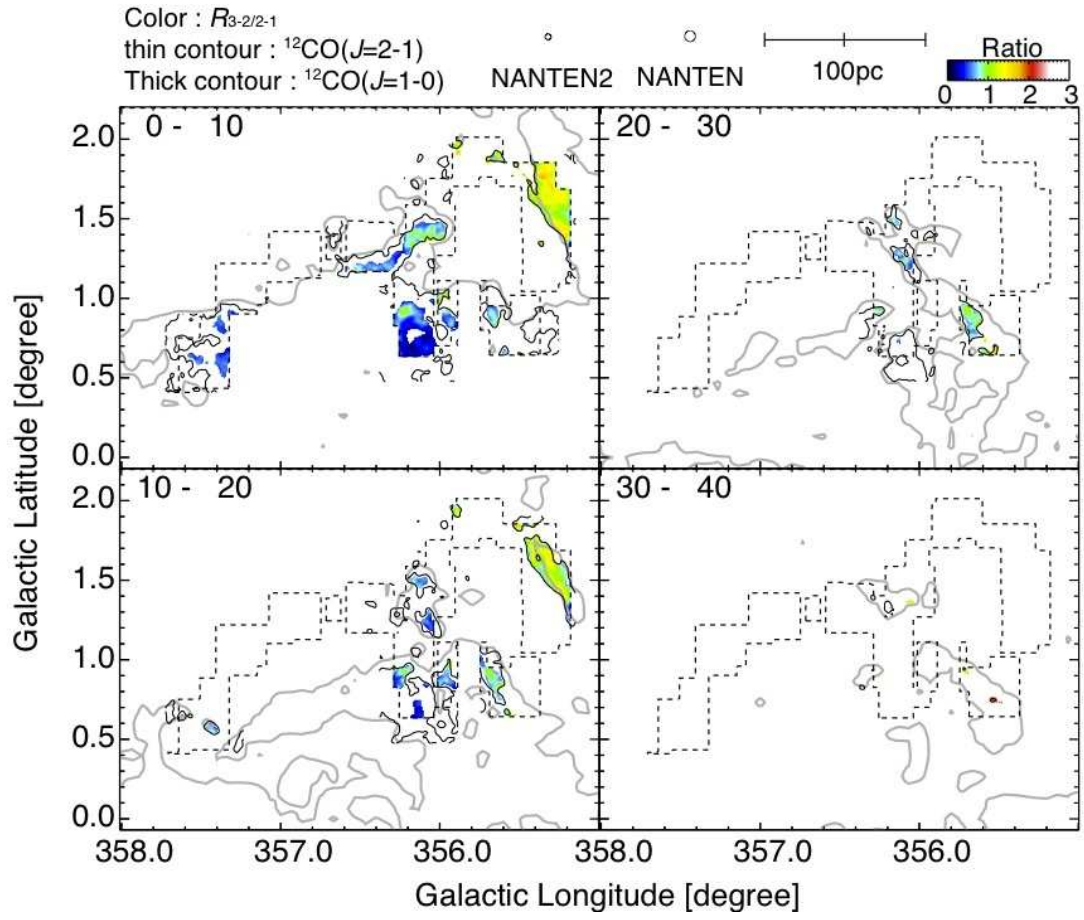 Color : R3-2/2-1
thin contour : ¹²CO(J=2-1)
Thick contour : ¹²CO(J=1-0)
NANTEN2
NANTEN
100pc
Ratio
0 1 2 3
0 - 10
20 - 30
10 - 20
30 - 40
2.0
1.5
1.0
0.5
0.0
2.0
1.5
1.0
0.5
0.0
Galactic Latitude [degree]
358.0 357.0 356.0 358.0 357.0 356.0
Galactic Longitude [degree]